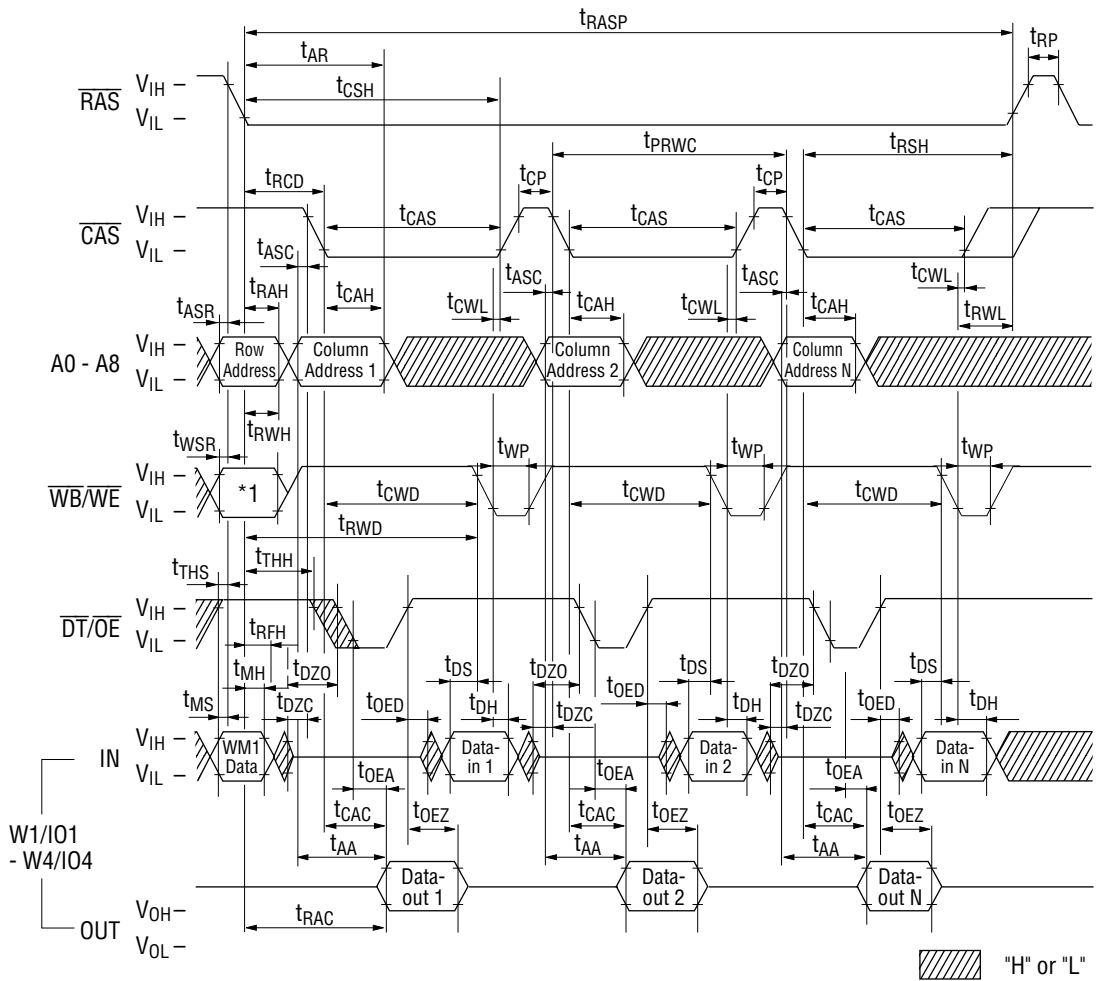 tRASP
tAR
tRP
RAS
VIH –
VIL –
tCSH
tPRWC
tRSH
tRCD
tCP
tCP
CAS
VIH –
VIL –
tCAS
tCAS
tCAS
tASC
tASC
tASC
tCWL
tASR
tRAH
tCAH
tCWL
tCAH
tCWL
tCAH
tRWL
A0 - A8
VIH –
VIL –
Row Address
Column Address 1
Column Address 2
Column Address N
tWSR
tRWH
tWP
tWP
tWP
WB/WE
VIH –
VIL –
*1
tCWD
tCWD
tCWD
tRWD
tTHS
tTHH
DT/OE
VIH –
VIL –
tRFH
tMH
tDZO
tDS
tDZO
tDS
tDZO
tDS
tMS
tDZC
tOED
tDH
tDZC
tOED
tDH
tDZC
tOED
tDH
IN
VIH –
VIL –
WM1 Data
Data-in 1
Data-in 2
Data-in N
tOEA
tOEA
tOEA
tCAC
tOEZ
tCAC
tOEZ
tCAC
tOEZ
W1/IO1
- W4/IO4
tAA
tAA
tAA
Data-out 1
Data-out 2
Data-out N
OUT
VOH –
VOL –
tRAC
"H" or "L"